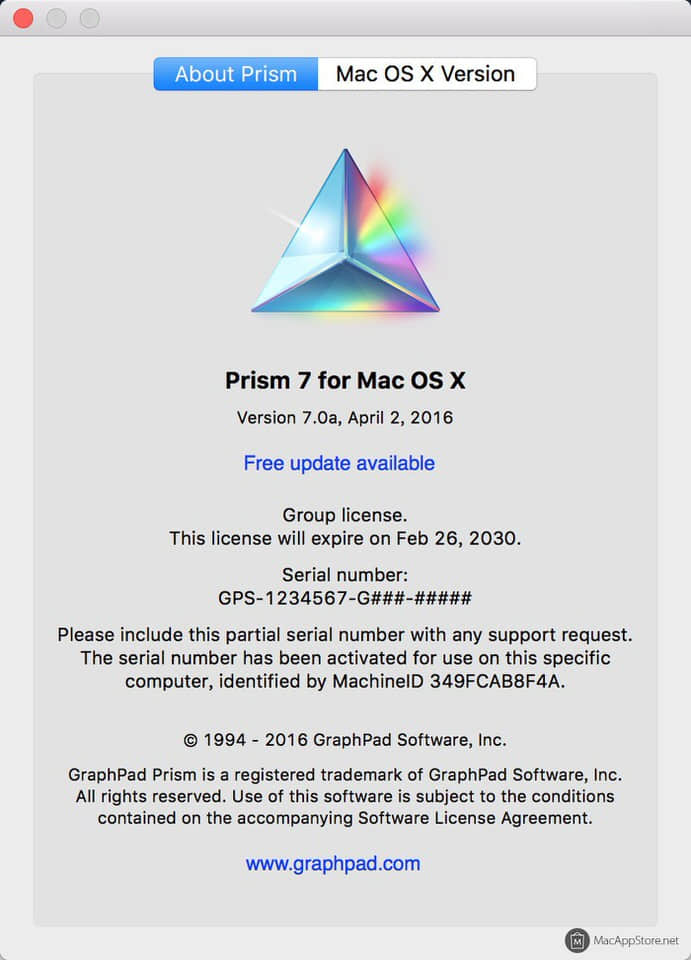 About Prism
Mac OS X Version
Prism 7 for Mac OS X
Version 7.0a, April 2, 2016
Free update available
Group license.
This license will expire on Feb 26, 2030.
Serial number:
GPS-1234567-G###-#####
Please include this partial serial number with any support request.
The serial number has been activated for use on this specific
computer, identified by MachineID 349FCAB8F4A.
© 1994 - 2016 GraphPad Software, Inc.
GraphPad Prism is a registered trademark of GraphPad Software, Inc.
All rights reserved. Use of this software is subject to the conditions
contained on the accompanying Software License Agreement.
www.graphpad.com
M MacAppStore.net